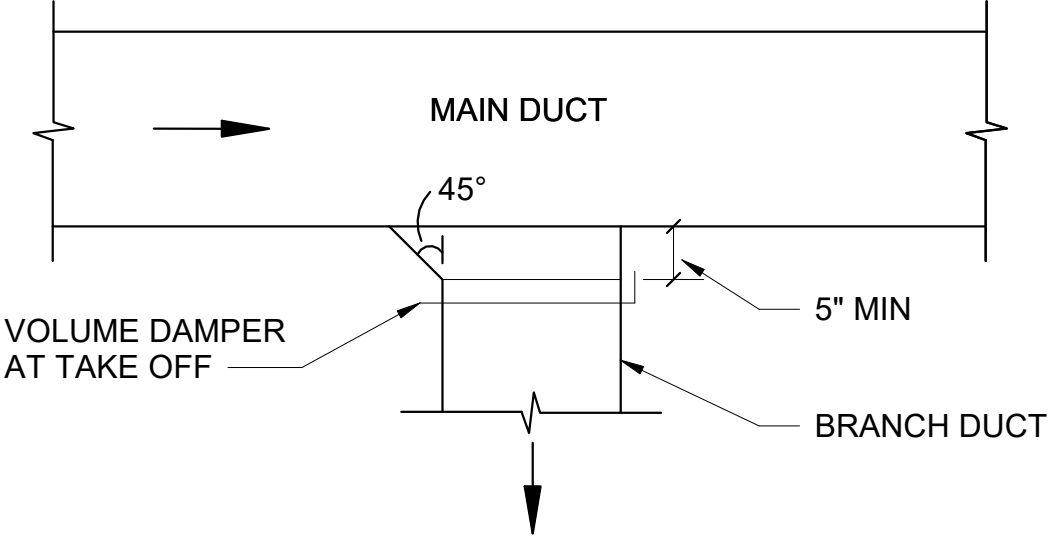 MAIN DUCT
45°
5" MIN
VOLUME DAMPER
AT TAKE OFF
BRANCH DUCT